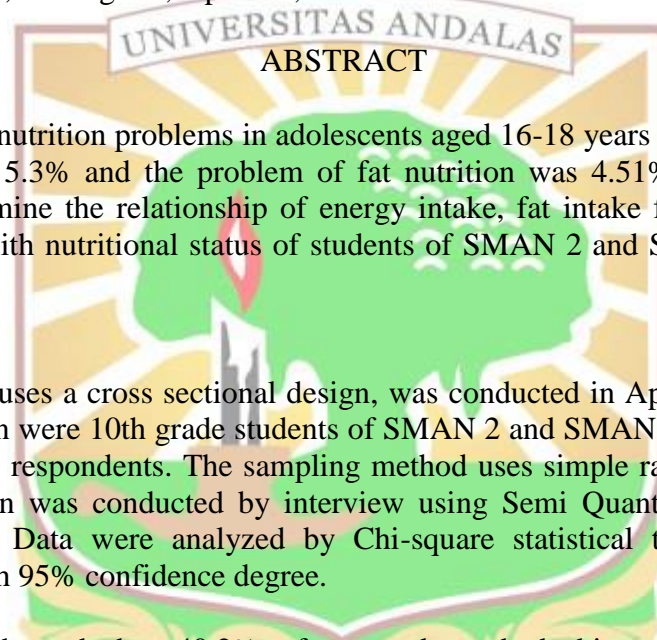 UNIVERSITAS ANDALAS
ABSTRACT
nutrition problems in adolescents aged 16-18 years
5.3% and the problem of fat nutrition was 4.51%
mine the relationship of energy intake, fat intake f
ith nutritional status of students of SMAN 2 and S
uses a cross sectional design, was conducted in Ap
n were 10th grade students of SMAN 2 and SMAN
respondents. The sampling method uses simple ra
n was conducted by interview using Semi Quant
Data were analyzed by Chi-square statistical t
n 95% confidence degree.